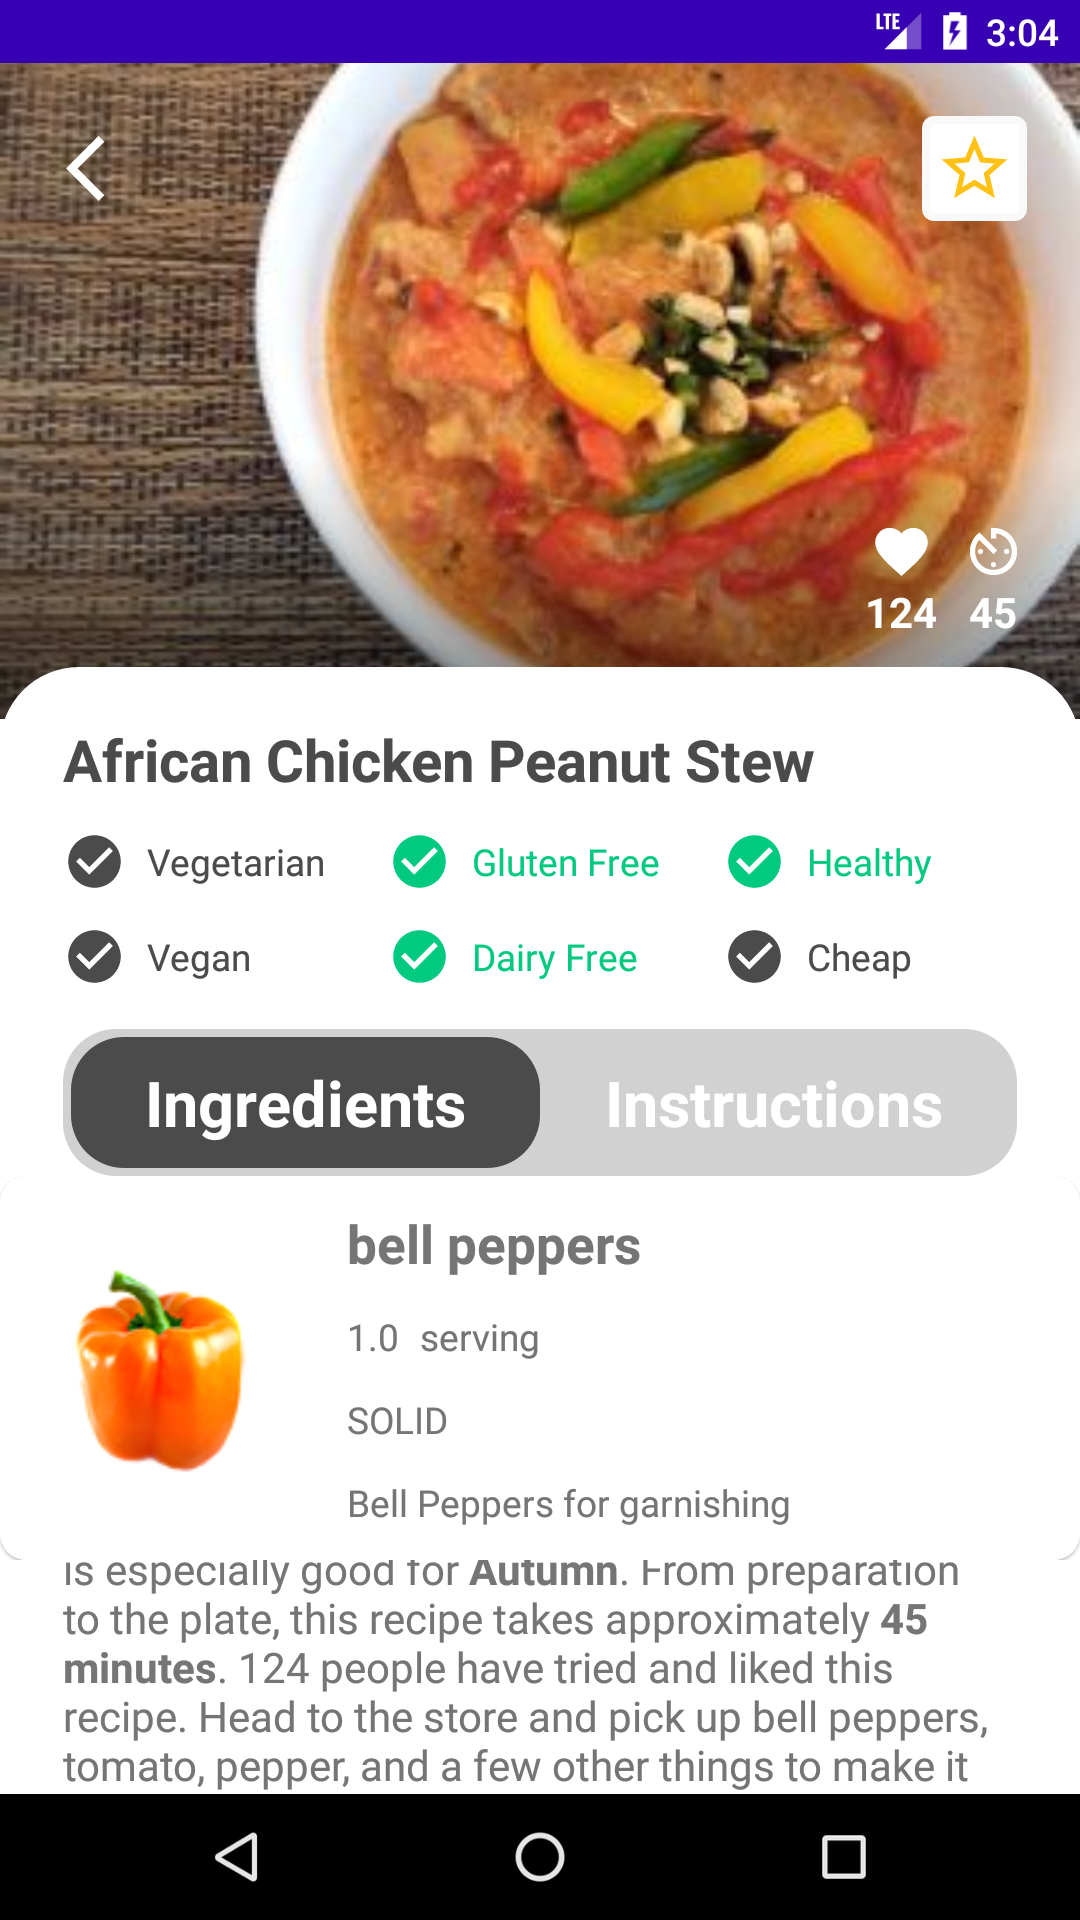 LTE 3:04
124 45
African Chicken Peanut Stew
Vegetarian Gluten Free Healthy
Vegan Dairy Free Cheap
Ingredients Instructions
bell peppers
1.0 serving
SOLID
Bell Peppers for garnishing
is especially good for Autumn. From preparation
to the plate, this recipe takes approximately 45
minutes. 124 people have tried and liked this
recipe. Head to the store and pick up bell peppers,
tomato, pepper, and a few other things to make it